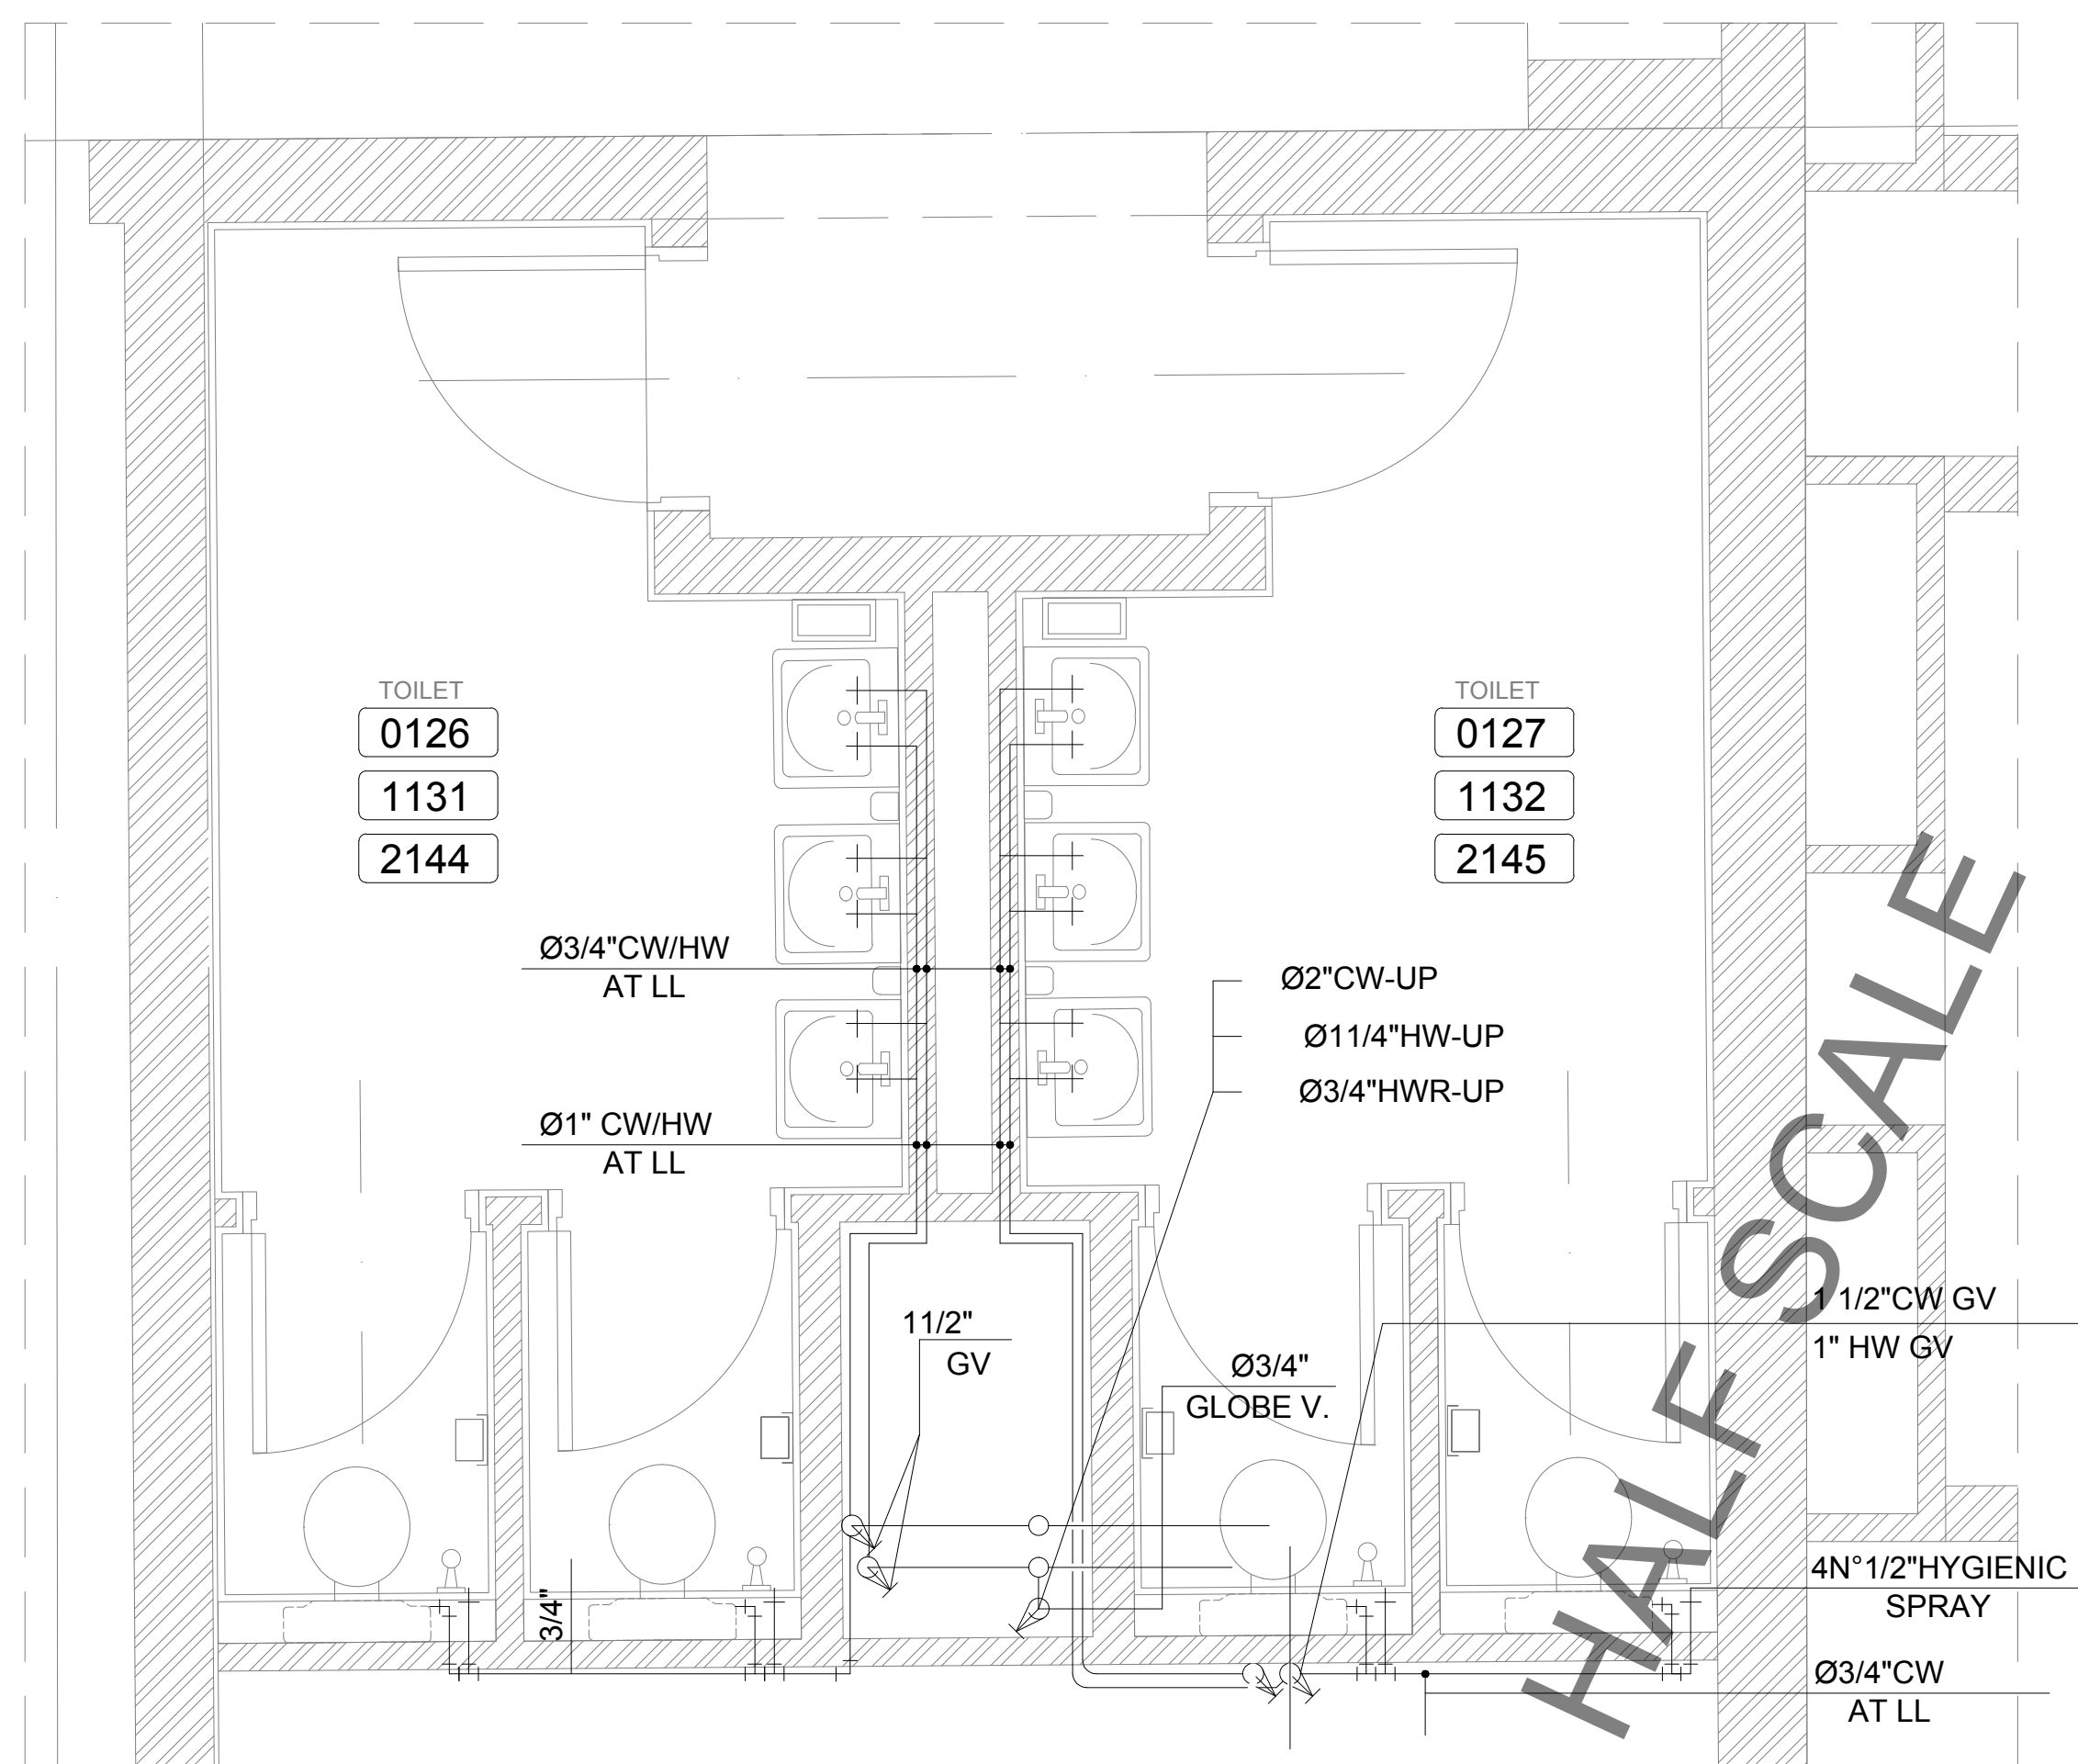 TOILET
0126
1131
2144
TOILET
0127
1132
2145
Ø3/4"CW/HW
AT LL
Ø2"CW-UP
Ø11/4"HW-UP
Ø3/4"HWR-UP
Ø1" CW/HW
AT LL
HALF SCALE
11/2"
GV
Ø3/4"
GLOBE V.
1 1/2"CW GV
1" HW GV
3/4"
4N°1/2"HYGIENIC
SPRAY
Ø3/4"CW
AT LL